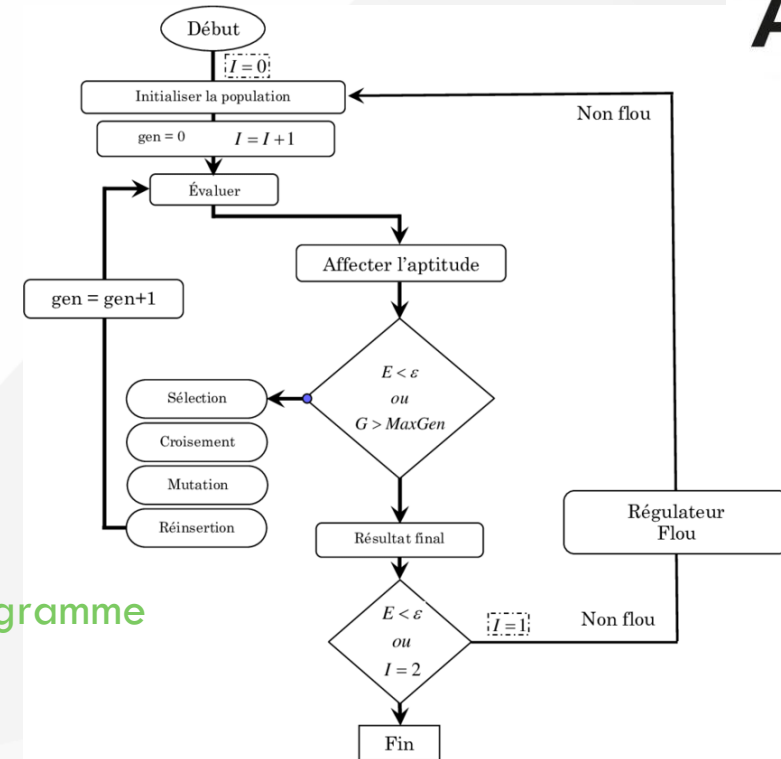 Début
I = 0
Initialiser la population
Non flou
gen = 0 I = I + 1
Évaluer
Affecter l'aptitude
gen = gen+1
E < ε
ou
G > MaxGen
Sélection
Croisement
Mutation
Réinsertion
Régulateur
Flou
Résultat final
E < ε
ou
I = 2
I = 1
Non flou
Fin